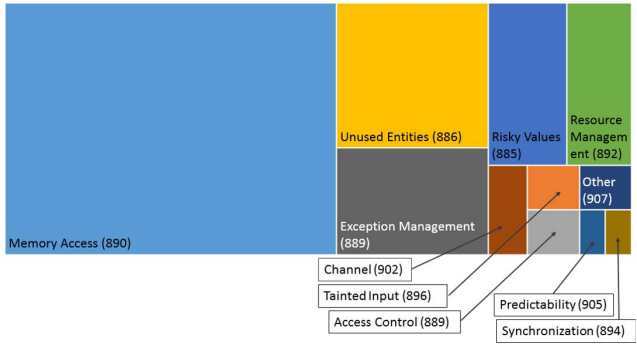 Unused Entities (886)
Risky Values
(885)
Resource
Managem
ent (892)
Other
(907)
Exception Management
(889)
Memory Access (890)
Channel (902)
Tainted Input (896)
Access Control (889)
Predictability (905)
Synchronization (894)